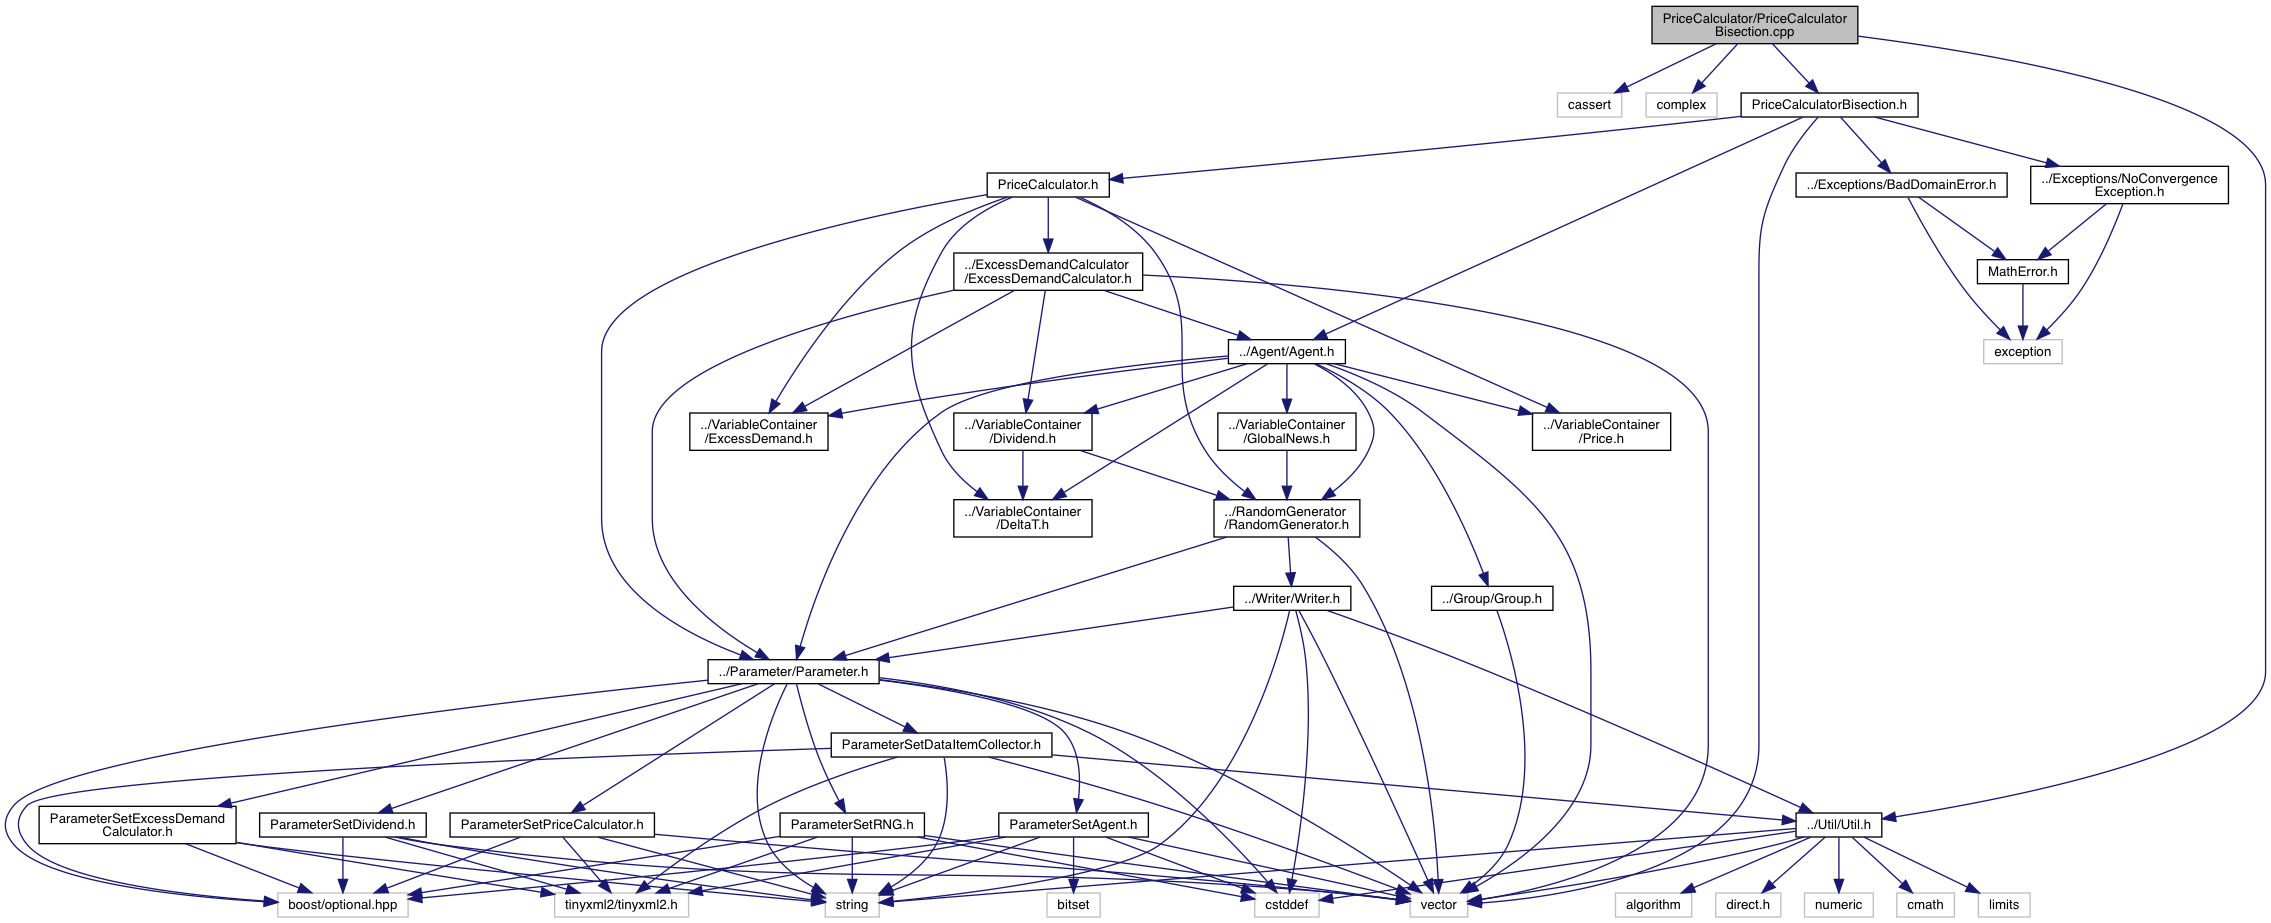 PriceCalculator/PriceCalculator
Bisection.cpp
cassert
complex
PriceCalculatorBisection.h
PriceCalculator.h
../Exceptions/BadDomainError.h
../Exceptions/NoConvergence
Exception.h
../ExcessDemandCalculator
/ExcessDemandCalculator.h
MathError.h
../Agent/Agent.h
exception
../VariableContainer
/ExcessDemand.h
../VariableContainer
/Dividend.h
../VariableContainer
/GlobalNews.h
../VariableContainer
/Price.h
../VariableContainer
/DeltaT.h
../RandomGenerator
/RandomGenerator.h
../Writer/Writer.h
../Group/Group.h
../Parameter/Parameter.h
ParameterSetDataItemCollector.h
ParameterSetExcessDemand
Calculator.h
ParameterSetDividend.h
ParameterSetPriceCalculator.h
ParameterSetRNG.h
ParameterSetAgent.h
../Util/Util.h
boost/optional.hpp
tinyxml2/tinyxml2.h
string
bitset
cstddef
vector
algorithm
direct.h
numeric
cmath
limits